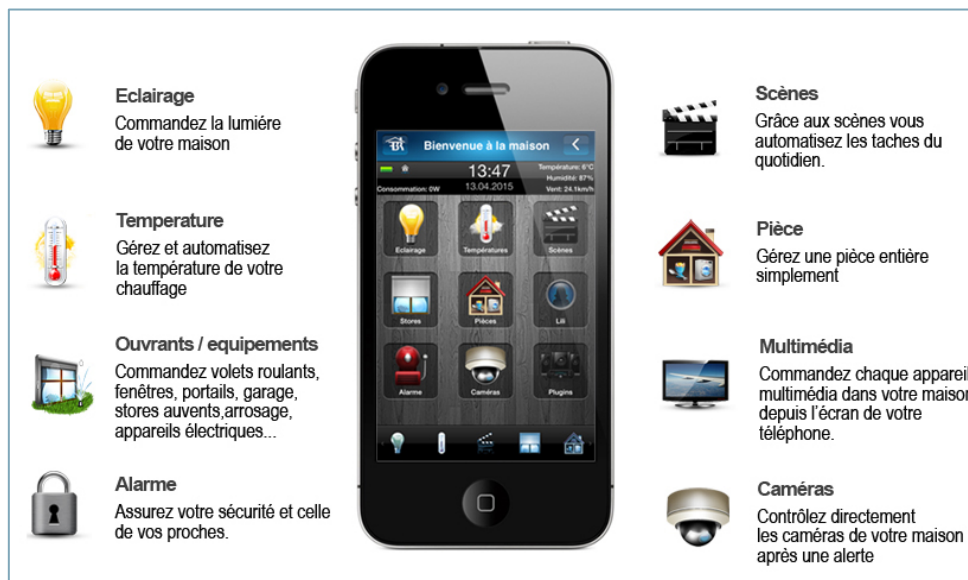 Eclairage
Commandez la lumiére
de votre maison
Temperature
Gérez et automatisez
la température de votre
chauffage
Ouvrants / equipements
Commandez volets roulants,
fenêtres, portails, garage,
stores auvents,arrosage,
appareils électriques...
Alarme
Assurez votre sécurité et celle
de vos proches.
Bienvenue à la maison
13:47
Température: 6°C
Humidité: 87%
Consommation: 0W
13.04.2015
Vent: 24.1km/h
Eclairage
Températures
Scènes
Stores
Pièces
Lili
Alarme
Caméras
Plugins
Scènes
Grâce aux scènes vous
automatisez les taches du
quotidien.
Pièce
Gérez une pièce entière
simplement
Multimédia
Commandez chaque appareil
multimédia dans votre maison
depuis l'écran de votre
téléphone.
Caméras
Contrôlez directement
les caméras de votre maison
après une alerte